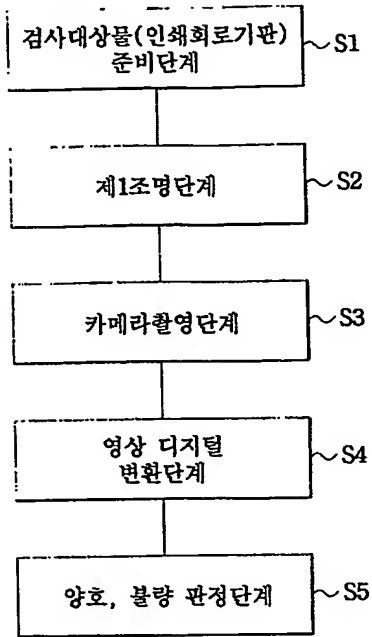 검사대상물(인쇄회로기판)
준비단계
S1
제1조명단계
S2
카메라촬영단계
S3
영상 디지털
변환단계
S4
양호, 불량 판정단계
S5